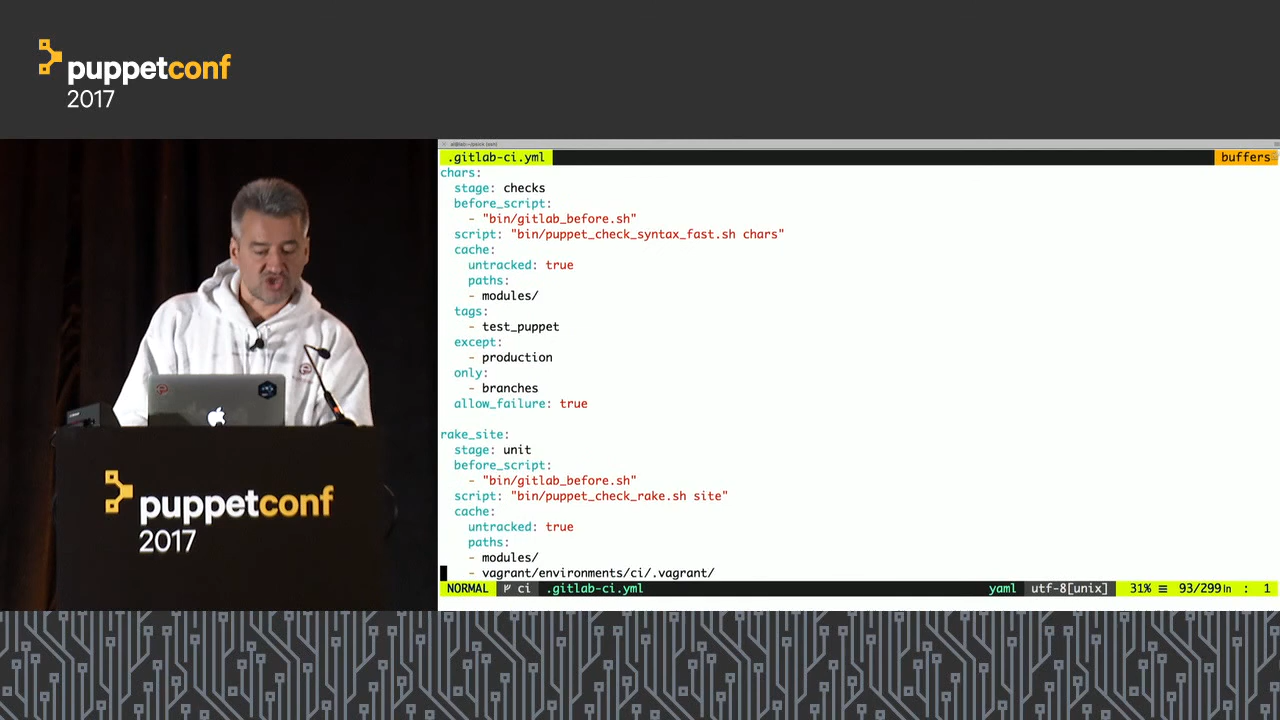 puppetconf
2017
.gitlab-ci.yml buffers
chars:
stage: checks
before_script:
- "bin/gitlab_before.sh"
script: "bin/puppet_check_syntax_fast.sh chars"
cache:
untracked: true
paths:
- modules/
tags:
- test_puppet
except:
- production
only:
- branches
allow_failure: true
rake_site:
stage: unit
before_script:
- "bin/gitlab_before.sh"
script: "bin/puppet_check_rake.sh site"
cache:
untracked: true
paths:
- modules/
- vagrant/environments/ci/.vagrant/
NORMAL ci .gitlab-ci.yml yaml utf-8[unix] 31% ≡ 93/299 ln : 1
puppetconf
2017